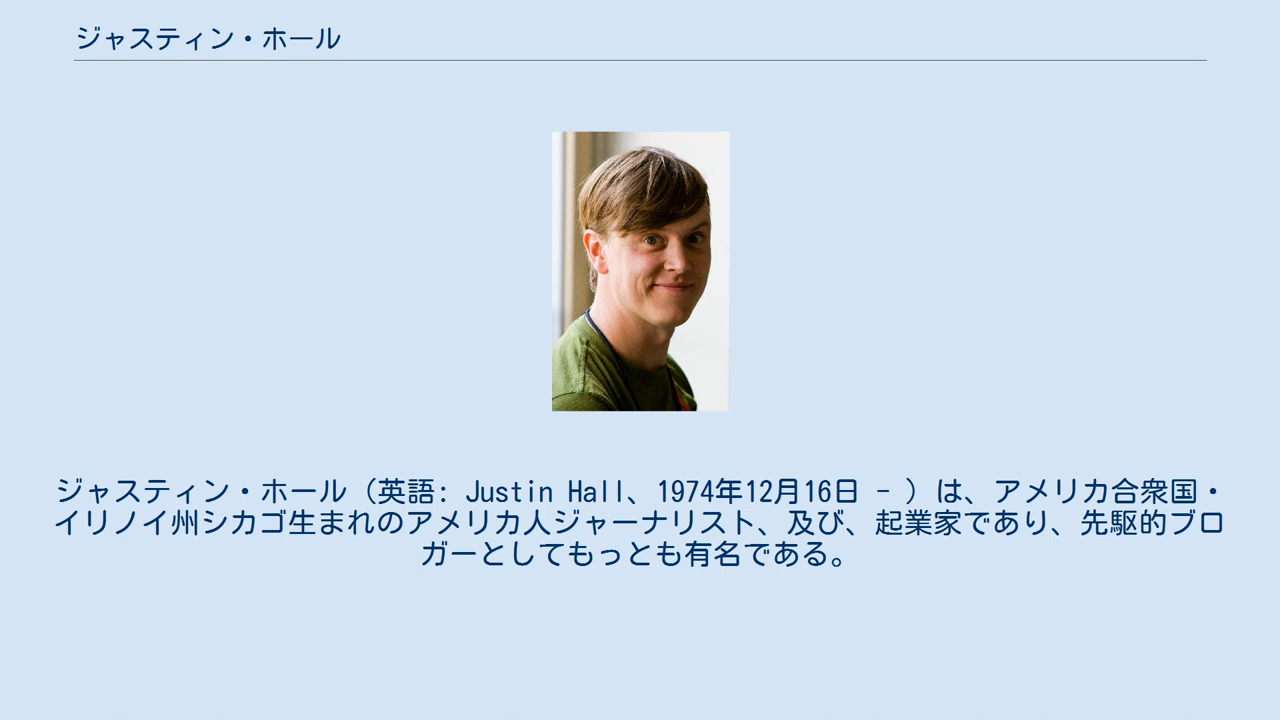 ジャスティン・ホール
ジャスティン・ホール（英語: Justin Hall、1974年12月16日 - ）は、アメリカ合衆国・
イリノイ州シカゴ生まれのアメリカ人ジャーナリスト、及び、起業家であり、先駆的ブロ
ガーとしてもっとも有名である。